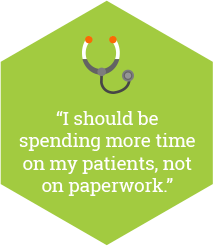 “I should be
spending more time
on my patients, not
on paperwork.”